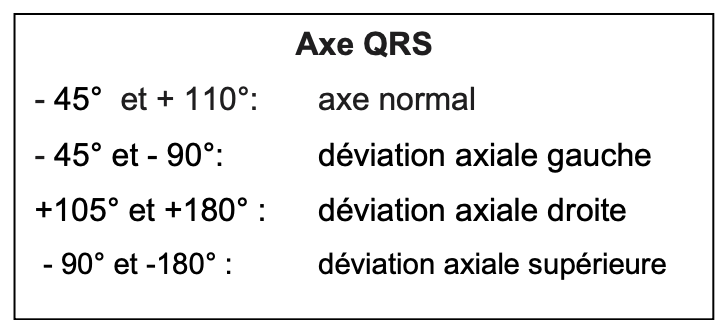 Axe QRS
- 45° et + 110°: axe normal
- 45° et - 90°: déviation axiale gauche
+105° et +180° : déviation axiale droite
- 90° et -180° : déviation axiale supérieure